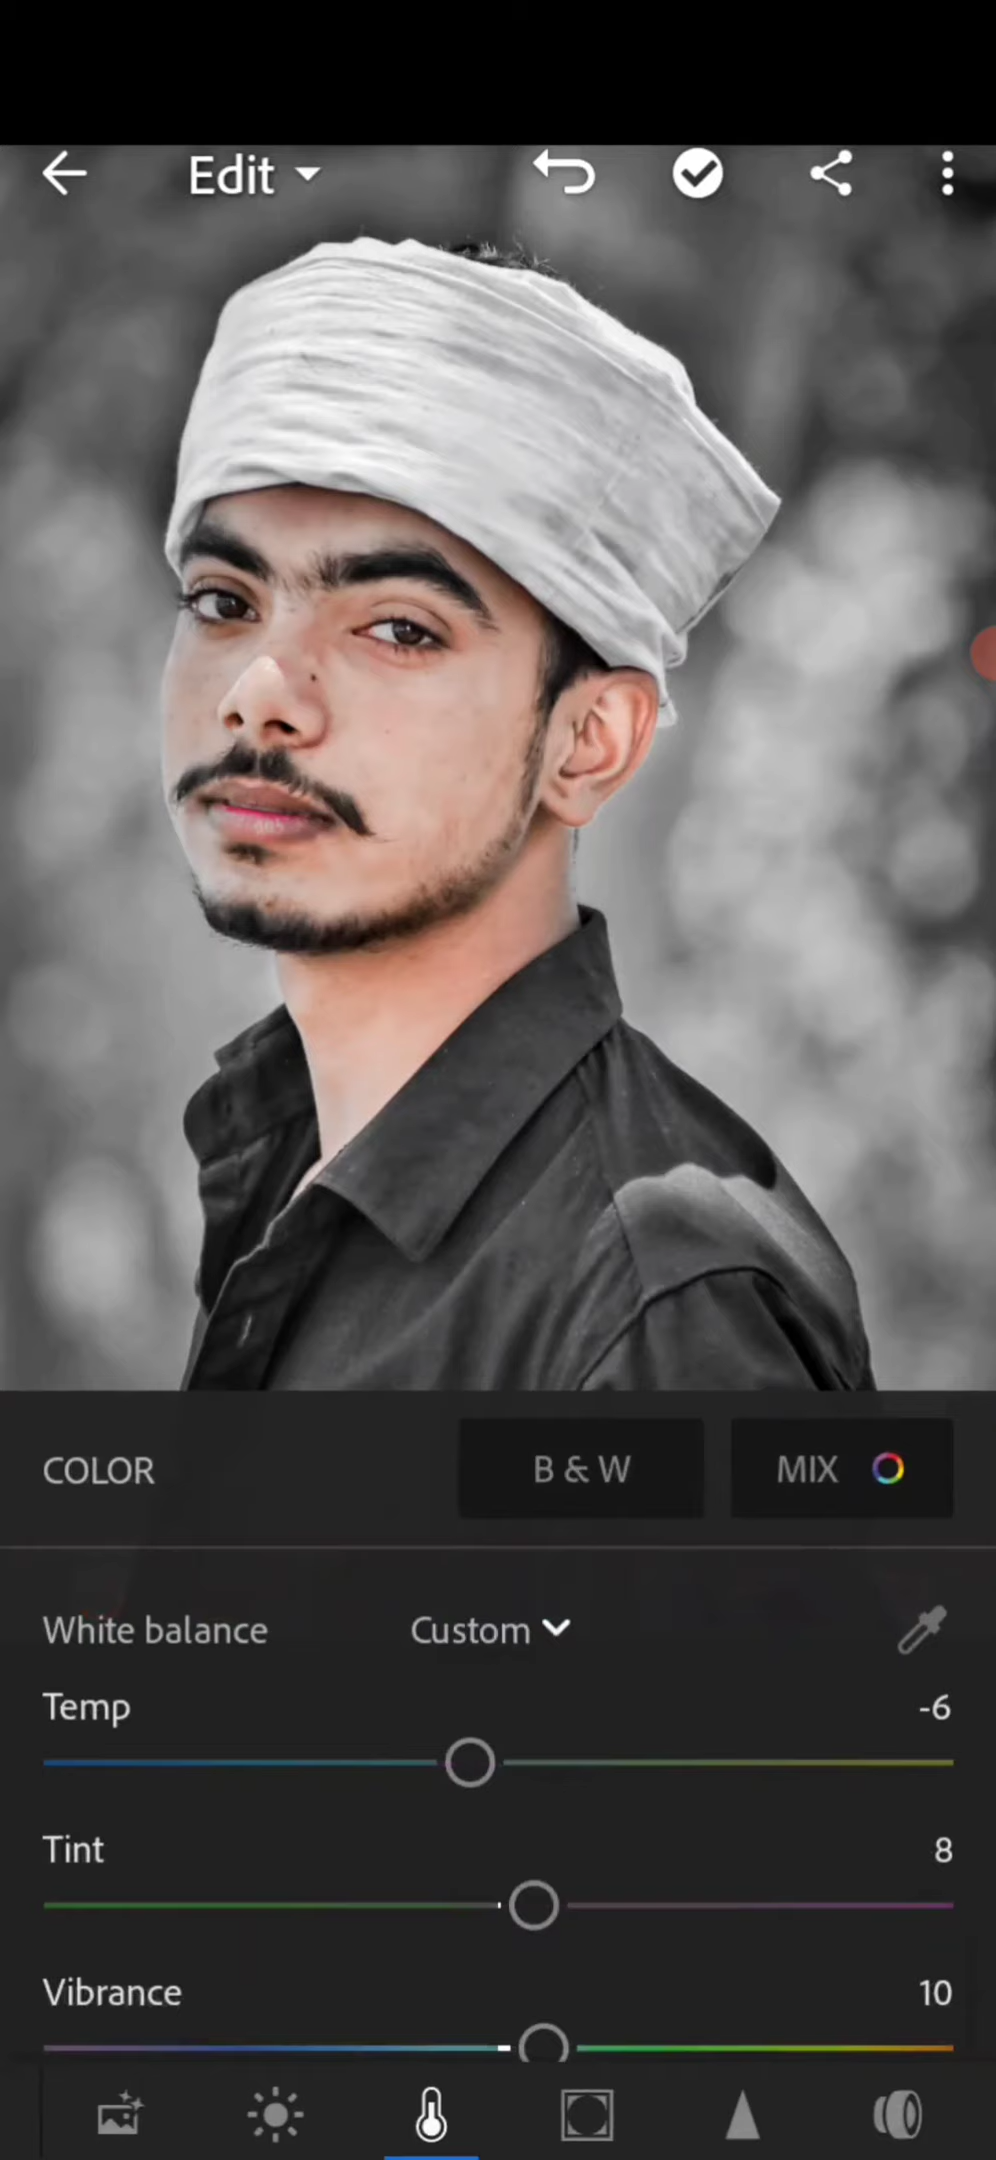 Edit
COLOR
B & W
MIX
White balance
Custom
Temp
-6
Tint
8
Vibrance
10